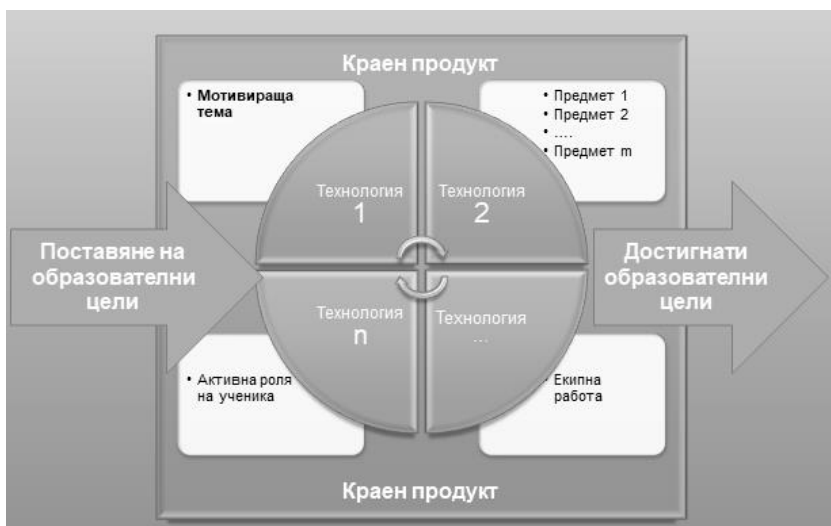 Краен продукт
• Мотивираща
тема
• Предмет 1
• Предмет 2
• ….
• Предмет m
Технология
1
Технология
2
Поставяне на
образователни
цели
Достигнати
образователни
цели
Технология
n
Технология
...
• Активна роля
на ученика
• Екипна
работа
Краен продукт